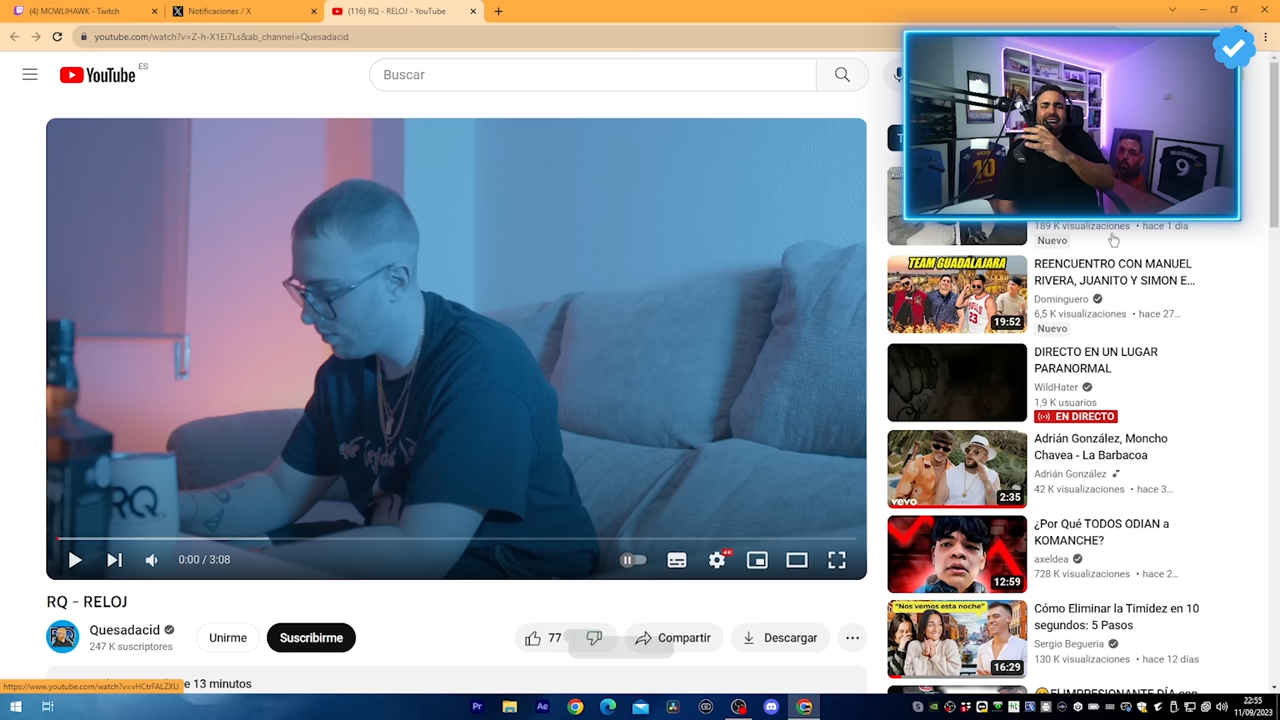 (4) MOWLIHAWK - Twitch
Notificaciones / X
(116) RQ - RELOJ - YouTube
youtube.com/watch?v=Z-h-X1Ei7Ls&ab_channel=Quesadacid
YouTube ES
Buscar
10
9
189 K visualizaciones • hace 1 día
Nuevo
TEAM GUADALAJARA
19:52
REENCUENTRO CON MANUEL
RIVERA, JUANITO Y SIMON E...
Dominguero
6,5 K visualizaciones • hace 27...
Nuevo
DIRECTO EN UN LUGAR
PARANORMAL
WildHater
1,9 K usuarios
EN DIRECTO
Adrián González, Moncho
Chavea - La Barbacoa
Adrián González
42 K visualizaciones • hace 3...
vevo
2:35
¿Por Qué TODOS ODIAN a
KOMANCHE?
axeldea
728 K visualizaciones • hace 2...
12:59
"Nos vemos esta noche"
16:29
Cómo Eliminar la Timidez en 10
segundos: 5 Pasos
Sergio Begueria
130 K visualizaciones • hace 12 días
RQ
0:00 / 3:08
RQ - RELOJ
Quesadacid
247 K suscriptores
Unirme
Suscribirme
77
Compartir
Descargar
e 13 minutos
https://www.youtube.com/watch?v=vHCtrFALZXU
22:55
11/09/2023